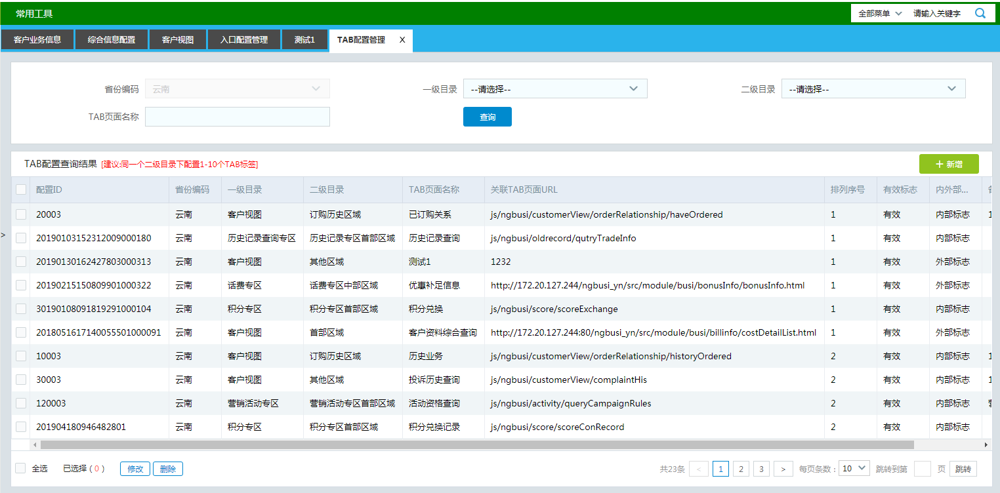 常用工具 全部菜单 请输入关键字
客户业务信息 综合信息配置 客户视图 入口配置管理 测试1 TAB配置管理 X
省份编码 云南 一级目录 --请选择-- 二级目录 --请选择--
TAB页面名称 查询
TAB配置查询结果 [建议:同一个二级目录下配置1-10个TAB标签] + 新增
配置ID 省份编码 一级目录 二级目录 TAB页面名称 关联TAB页面URL 排列序号 有效标志 内外部...
20003 云南 客户视图 订购历史区域 已订购关系 js/ngbusi/customerView/orderRelationship/haveOrdered 1 有效 内部标志 1
20190103152312009000180 云南 历史记录查询专区 历史记录专区首部区域 历史记录查询 js/ngbusi/oldrecord/qutryTradeInfo 1 有效 内部标志
20190130162427803000313 云南 客户视图 其他区域 测试1 1232 1 有效 外部标志
20190215150809901000322 云南 话费专区 话费专区中部区域 优惠补足信息 http://172.20.127.244/ngbusi_yn/src/module/busi/bonusInfo/bonusInfo.html 1 有效 外部标志
30190108091819291000104 云南 积分专区 积分专区首部区域 积分兑换 js/ngbusi/score/scoreExchange 1 有效 内部标志
2018051617140055501000091 云南 客户视图 首部区域 客户资料综合查询 http://172.20.127.244:80/ngbusi_yn/src/module/busi/billinfo/costDetailList.html 1 有效 外部标志
10003 云南 客户视图 订购历史区域 历史业务 js/ngbusi/customerView/orderRelationship/historyOrdered 2 有效 内部标志 1
30003 云南 客户视图 其他区域 投诉历史查询 js/ngbusi/customerView/complaintHis 2 有效 内部标志 1
120003 云南 营销活动专区 营销活动专区首部区域 活动资格查询 js/ngbusi/activity/queryCampaignRules 2 有效 内部标志
201904180946482801 云南 积分专区 积分专区首部区域 积分兑换记录 js/ngbusi/score/scoreConRecord 2 有效 内部标志
全选 已选择 ( 0 ) 修改 删除 共23条 < 1 2 3 > 每页条数 : 10 跳转到第 页 跳转